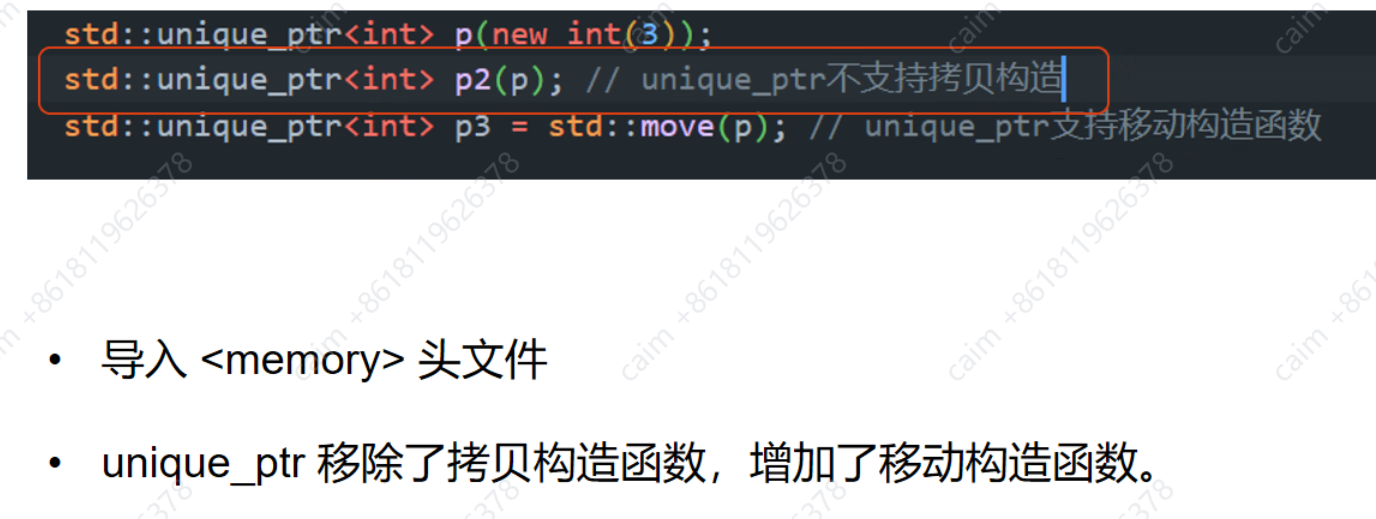 std::unique_ptr<int> p(new int(3));
std::unique_ptr<int> p2(p); // unique_ptr不支持拷贝构造
std::unique_ptr<int> p3 = std::move(p); // unique_ptr支持移动构造函数
• 导入 <memory> 头文件
• unique_ptr 移除了拷贝构造函数，增加了移动构造函数。
caim +8618119626378